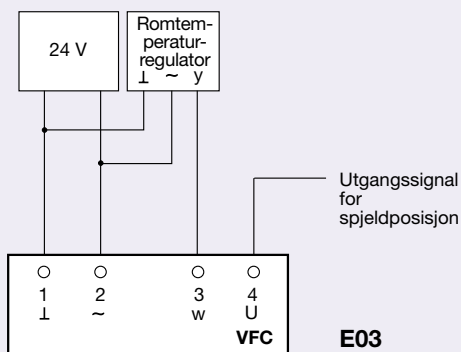 24 V
Romtem-
peratur-
regulator
⊥ ~ y
Utgangssignal
for
spjeldposisjon
1 2 3 4
⊥ ~ w U
VFC
E03